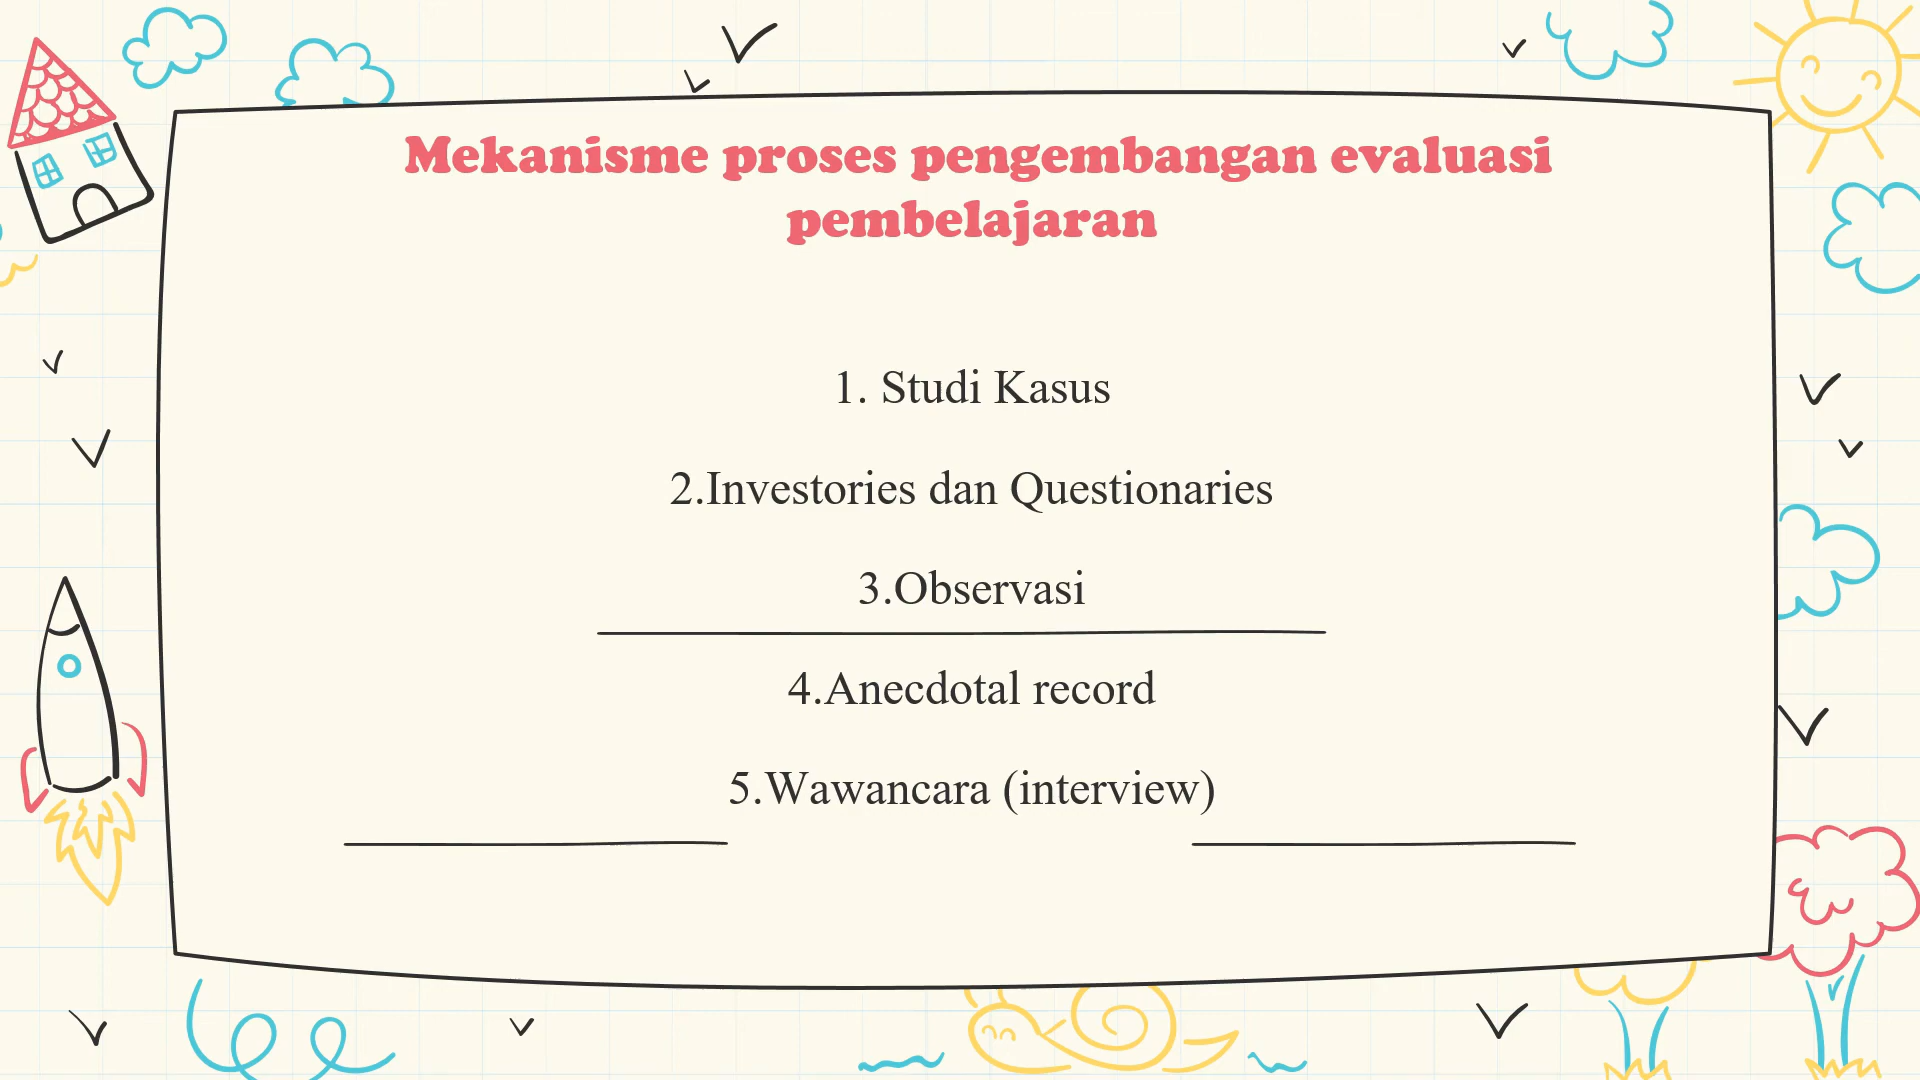 Mekanisme proses pengembangan evaluasi
pembelajaran
1. Studi Kasus
2.Investories dan Questionaries
3.Observasi
4.Anecdotal record
5.Wawancara (interview)